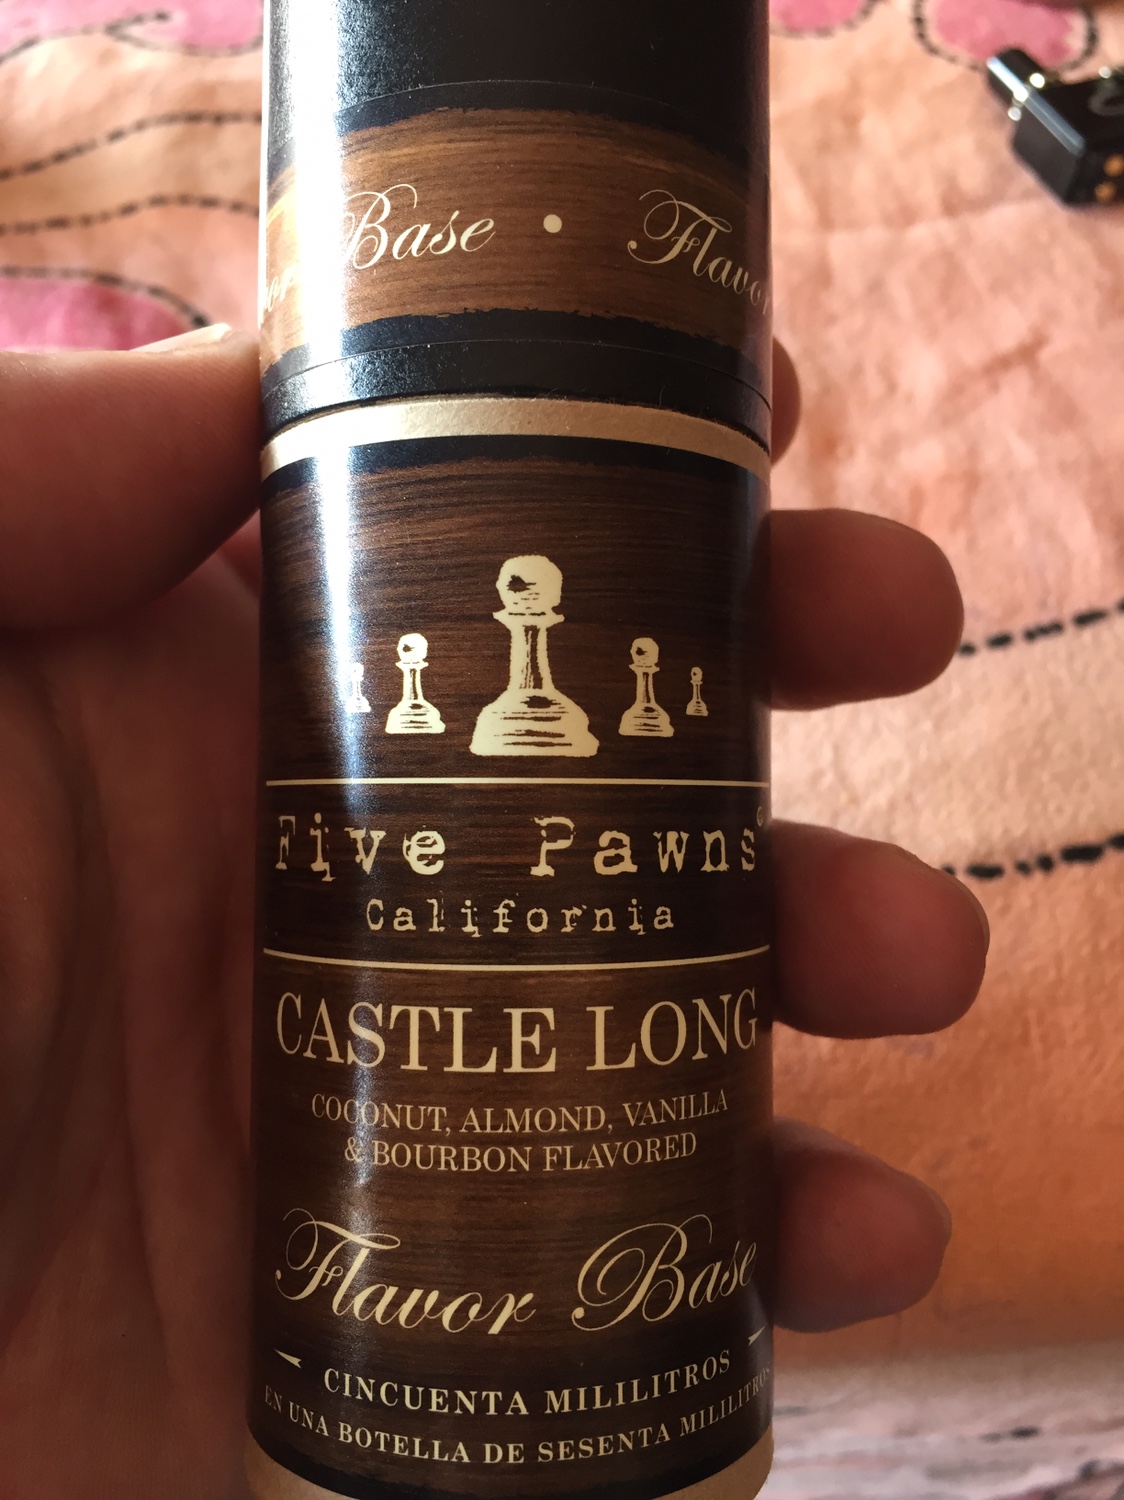 Base • Flavor
Five Pawns
California
CASTLE LONG
COCONUT, ALMOND, VANILLA
& BOURBON FLAVORED
Flavor Base
CINCUENTA MILILITROS
EN UNA BOTELLA DE SESENTA MILILITROS